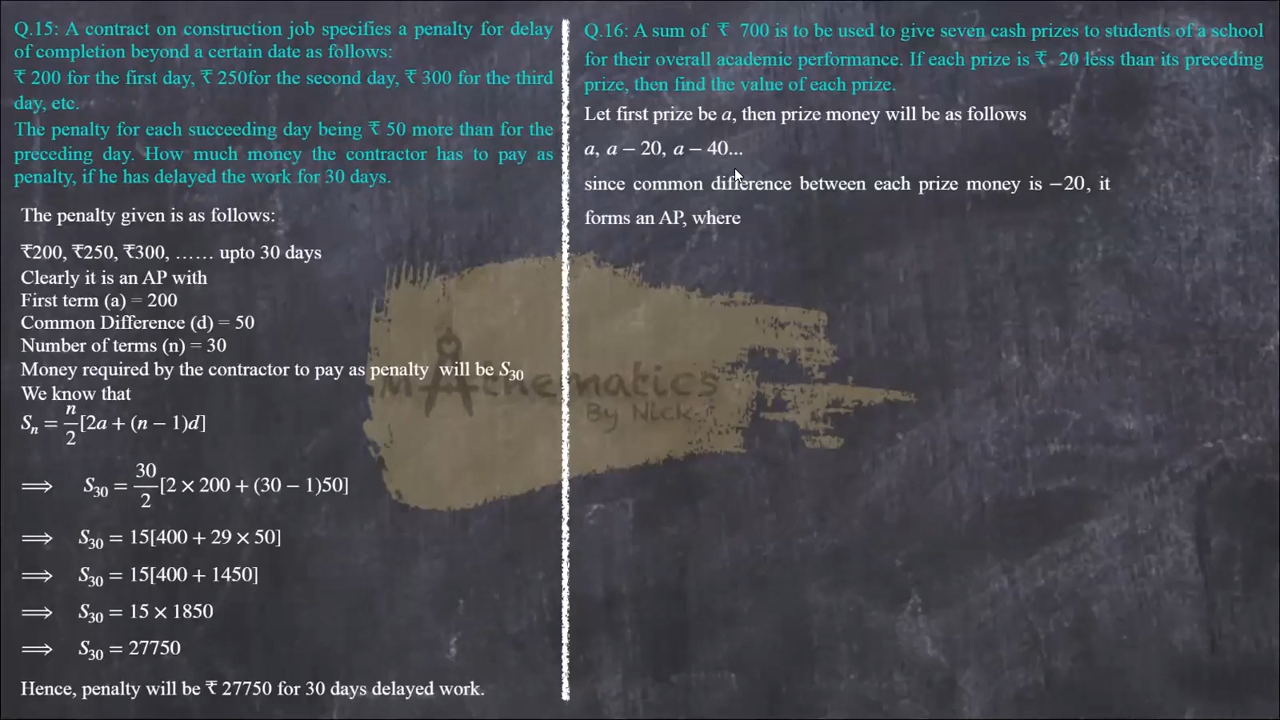 Q.15: A contract on construction job specifies a penalty for delay
of completion beyond a certain date as follows:
₹ 200 for the first day, ₹ 250for the second day, ₹ 300 for the third
day, etc.
The penalty for each succeeding day being ₹ 50 more than for the
preceding day. How much money the contractor has to pay as
penalty, if he has delayed the work for 30 days.
The penalty given is as follows:
₹200, ₹250, ₹300, …… upto 30 days
Clearly it is an AP with
First term (a) = 200
Common Difference (d) = 50
Number of terms (n) = 30
Money required by the contractor to pay as penalty will be S₃₀
We know that
Sₙ = n/2[2a + (n − 1)d]
⟹ S₃₀ = 30/2[2 × 200 + (30 − 1)50]
⟹ S₃₀ = 15[400 + 29 × 50]
⟹ S₃₀ = 15[400 + 1450]
⟹ S₃₀ = 15 × 1850
⟹ S₃₀ = 27750
Hence, penalty will be ₹ 27750 for 30 days delayed work.
Q.16: A sum of ₹ 700 is to be used to give seven cash prizes to students of a school
for their overall academic performance. If each prize is ₹ 20 less than its preceding
prize, then find the value of each prize.
Let first prize be a, then prize money will be as follows
a, a − 20, a − 40...
since common difference between each prize money is −20, it
forms an AP, where
mAthematics
By Nick